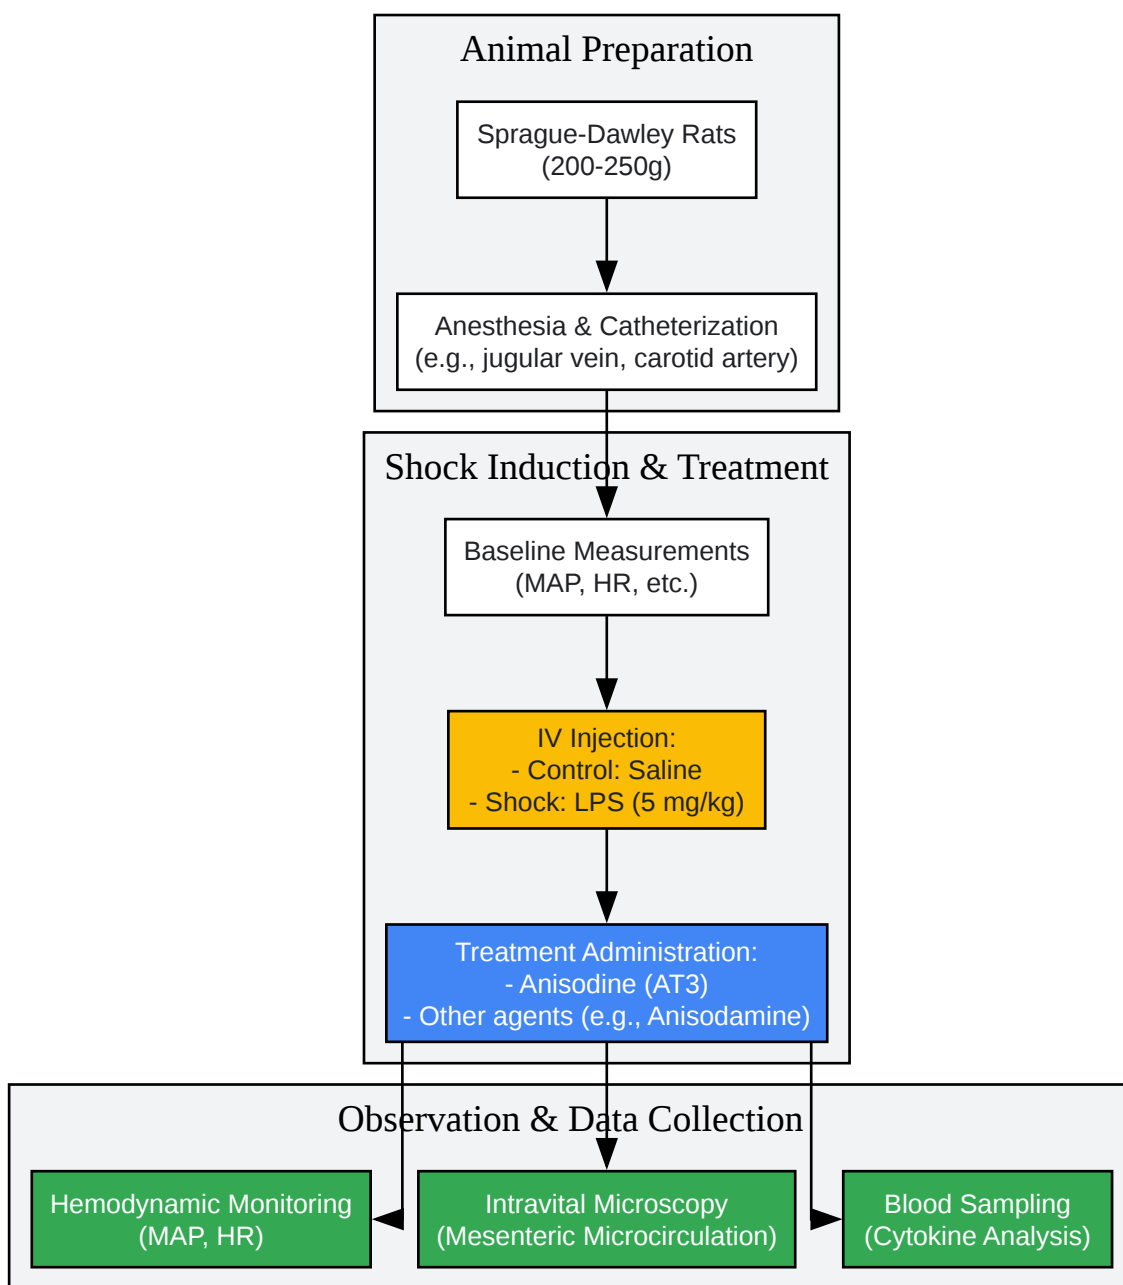 Animal Preparation
Sprague-Dawley Rats
(200-250g)
Anesthesia & Catheterization
(e.g., jugular vein, carotid artery)
Shock Induction & Treatment
Baseline Measurements
(MAP, HR, etc.)
IV Injection:
- Control: Saline
- Shock: LPS (5 mg/kg)
Treatment Administration:
- Anisodine (AT3)
- Other agents (e.g., Anisodamine)
Observation & Data Collection
Hemodynamic Monitoring
(MAP, HR)
Intravital Microscopy
(Mesenteric Microcirculation)
Blood Sampling
(Cytokine Analysis)